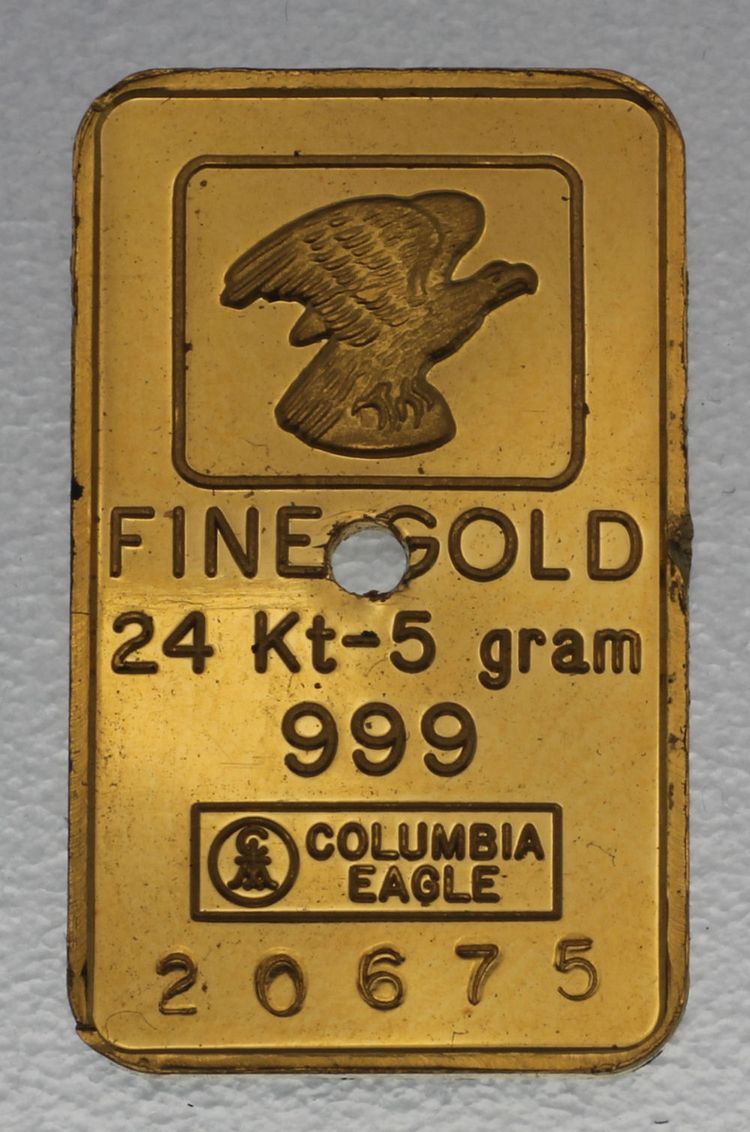 FINE GOLD
24 Kt-5 gram
999
COLUMBIA
EAGLE
20675